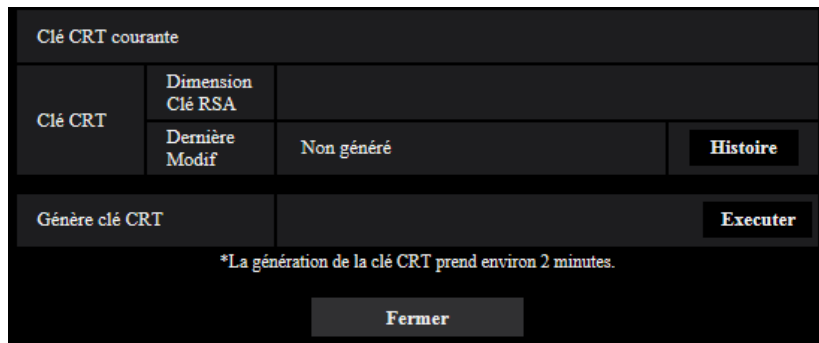 Clé CRT courante
Clé CRT
Dimension
Clé RSA
Dernière
Modif
Non généré
Histoire
Génère clé CRT
Executer
*La génération de la clé CRT prend environ 2 minutes.
Fermer